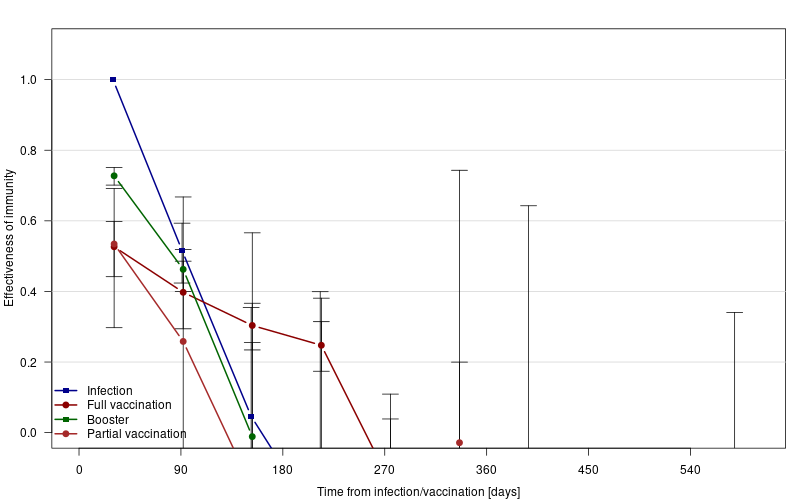 Effectiveness of immunity
1.0
0.8
0.6
0.4
0.2
0.0
Infection
Full vaccination
Booster
Partial vaccination
0 90 180 270 360 450 540
Time from infection/vaccination [days]